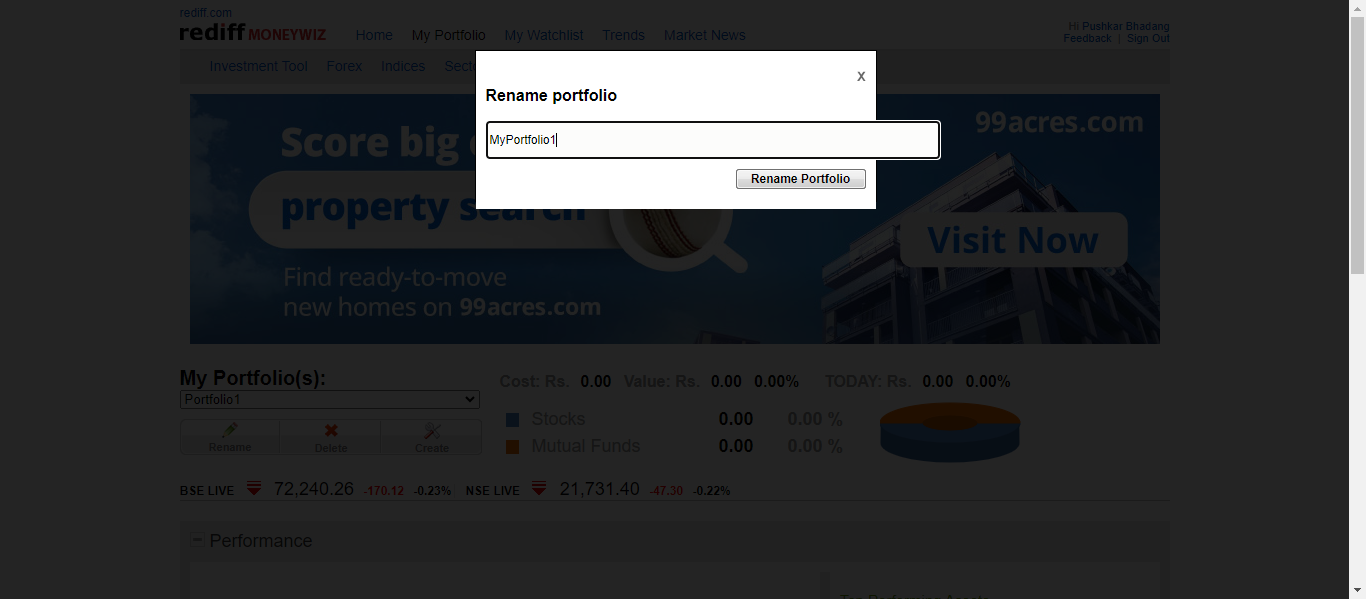 rediff.com
rediff MONEYWIZ Home My Portfolio My Watchlist Trends Market News
Hi Pushkar Bhadang
Feedback | Sign Out
Investment Tool Forex Indices
x
Rename portfolio
MyPortfolio1
Rename Portfolio
Score big
property search
Find ready-to-move
new homes on 99acres.com
99acres.com
Visit Now
My Portfolio(s):
Portfolio1
Rename Delete Create
Cost: Rs. 0.00 Value: Rs. 0.00 0.00% TODAY: Rs. 0.00 0.00%
Stocks 0.00 0.00 %
Mutual Funds 0.00 0.00 %
BSE LIVE 72,240.26 -170.12 -0.23% NSE LIVE 21,731.40 -47.30 -0.22%
Performance